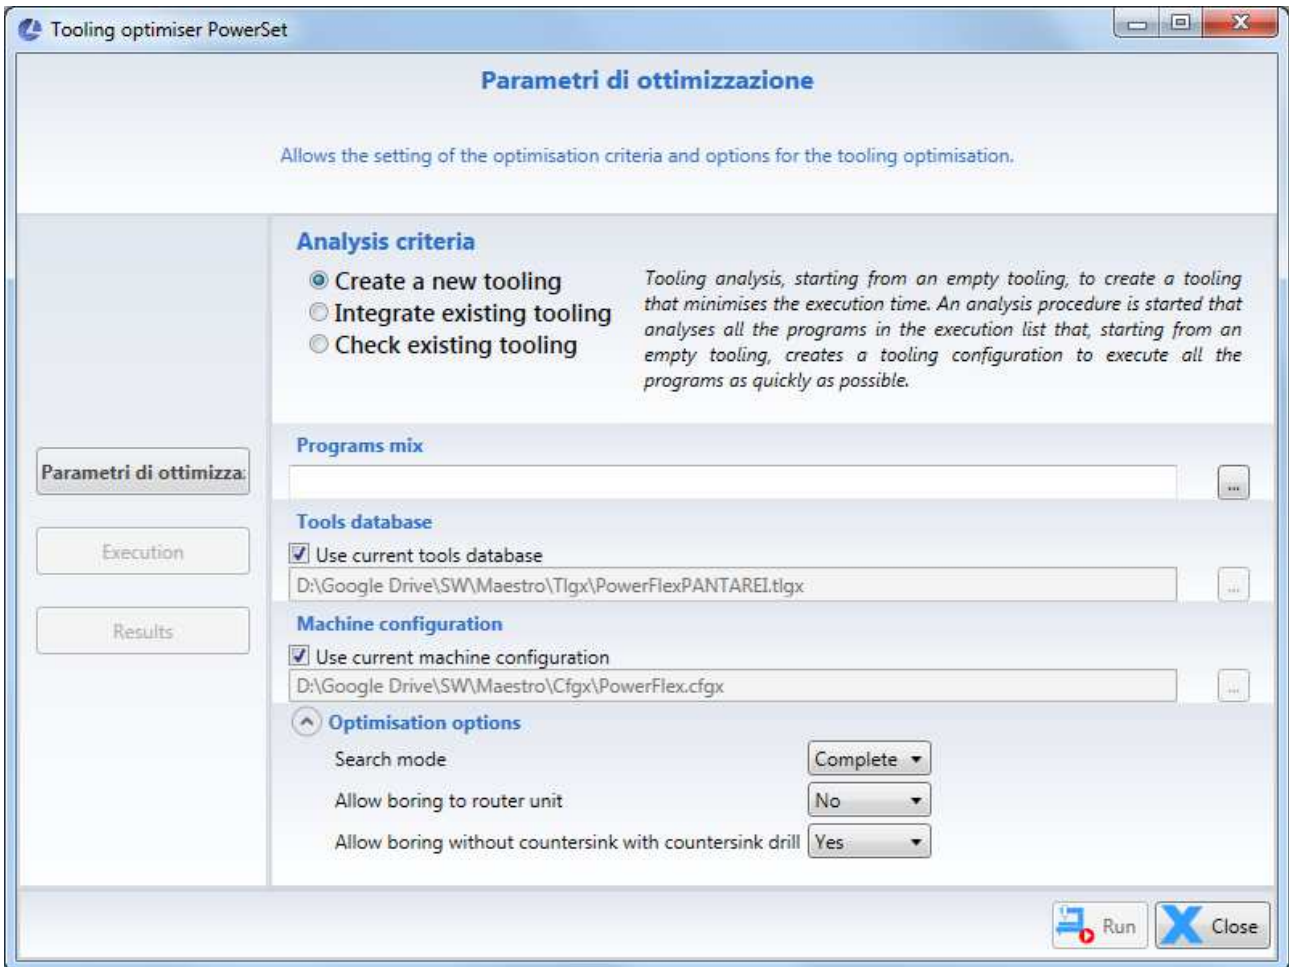 Tooling optimiser PowerSet
Parametri di ottimizzazione
Allows the setting of the optimisation criteria and options for the tooling optimisation.
Analysis criteria
Create a new tooling
Integrate existing tooling
Check existing tooling
Tooling analysis, starting from an empty tooling, to create a tooling
that minimises the execution time. An analysis procedure is started that
analyses all the programs in the execution list that, starting from an
empty tooling, creates a tooling configuration to execute all the
programs as quickly as possible.
Parametri di ottimizza
Execution
Results
Programs mix
...
Tools database
Use current tools database
D:\Google Drive\SW\Maestro\Tlgx\PowerFlexPANTAREI.tlgx
...
Machine configuration
Use current machine configuration
D:\Google Drive\SW\Maestro\Cfgx\PowerFlex.cfgx
...
Optimisation options
Search mode Complete
Allow boring to router unit No
Allow boring without countersink with countersink drill Yes
Run
Close